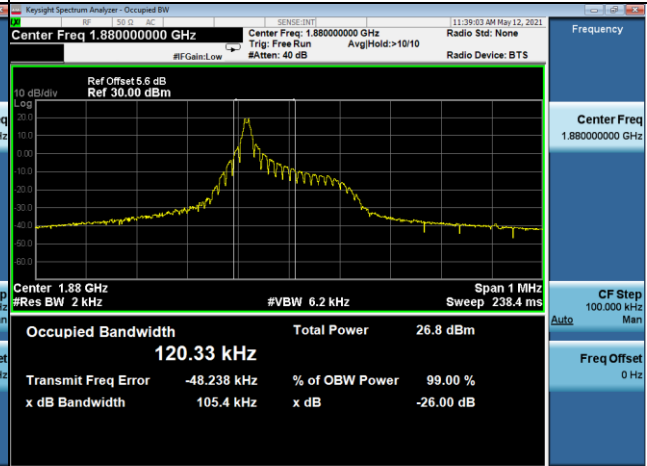 Keysight Spectrum Analyzer - Occupied BW
RF 50 Ω AC SENSE:INT 11:39:03 AM May 12, 2021
Center Freq 1.880000000 GHz
Center Freq: 1.880000000 GHz
Radio Std: None
Trig: Free Run Avg|Hold:>10/10
#IFGain:Low #Atten: 40 dB Radio Device: BTS
Frequency
Ref Offset 5.6 dB
10 dB/div Ref 30.00 dBm
Log
20.0
10.0
0.00
-10.0
-20.0
-30.0
-40.0
-50.0
-60.0
Center 1.88 GHz Span 1 MHz
#Res BW 2 kHz #VBW 6.2 kHz Sweep 238.4 ms
Occupied Bandwidth Total Power 26.8 dBm
120.33 kHz
Transmit Freq Error -48.238 kHz % of OBW Power 99.00 %
x dB Bandwidth 105.4 kHz x dB -26.00 dB
Center Freq
1.880000000 GHz
CF Step
100.000 kHz
Auto Man
Freq Offset
0 Hz